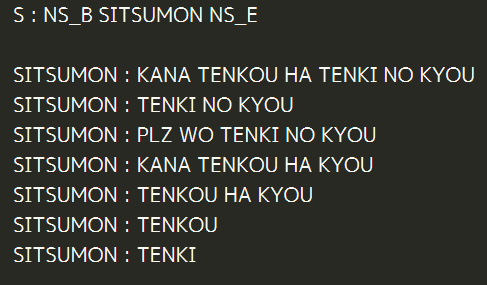 S : NS_B SITSUMON NS_E
SITSUMON : KANA TENKOU HA TENKI NO KYOU
SITSUMON : TENKI NO KYOU
SITSUMON : PLZ WO TENKI NO KYOU
SITSUMON : KANA TENKOU HA KYOU
SITSUMON : TENKOU HA KYOU
SITSUMON : TENKOU
SITSUMON : TENKI